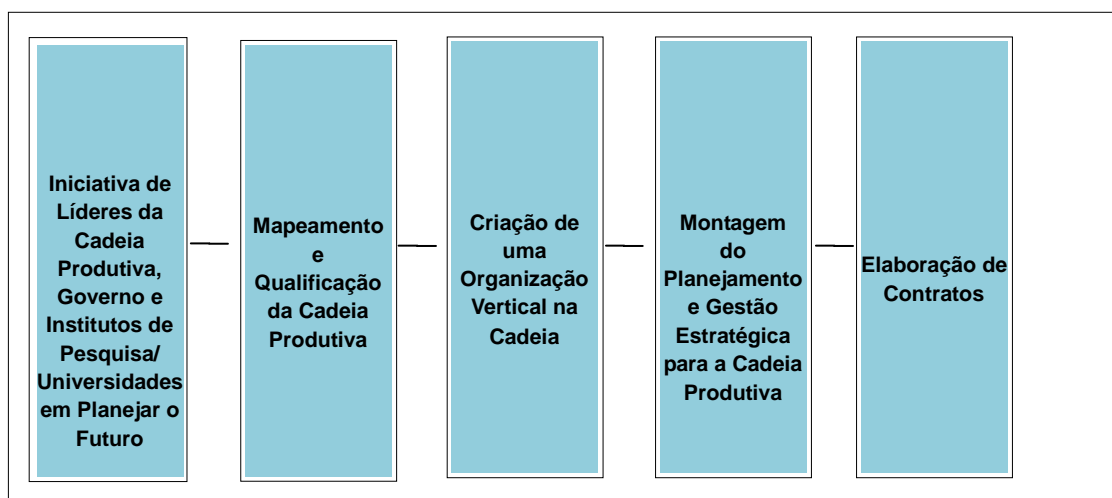 Iniciativa de
Líderes da
Cadeia
Produtiva,
Governo e
Institutos de
Pesquisa/
Universidades
em Planejar o
Futuro
Mapeamento
e
Qualificação
da Cadeia
Produtiva
Criação de
uma
Organização
Vertical na
Cadeia
Montagem
do
Planejamento
e Gestão
Estratégica
para a Cadeia
Produtiva
Elaboração de
Contratos